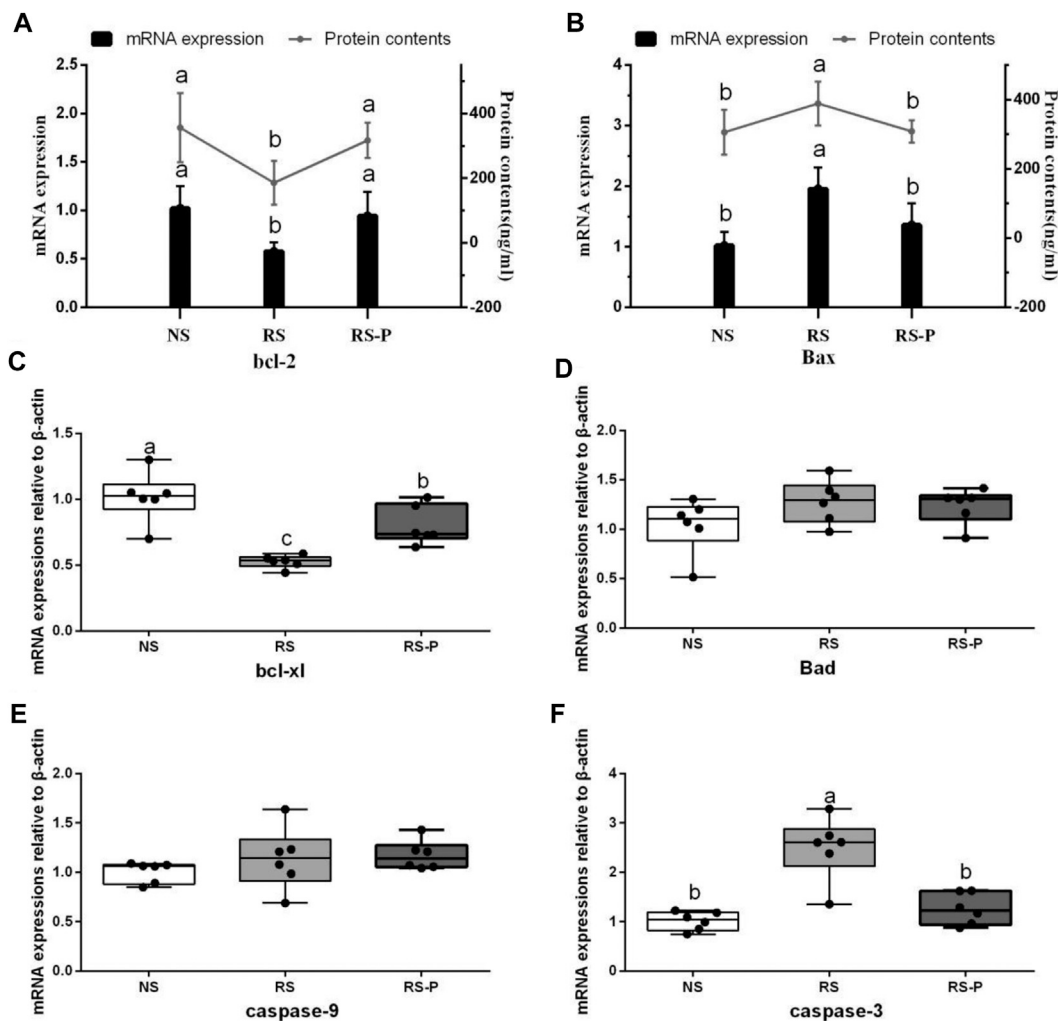 A
mRNA expression
Protein contents
2.5
2.0
1.5
1.0
0.5
0.0
mRNA expression
400
200
0
-200
Protein contents(ng/ml)
a
b
a
a
b
a
NS
RS
RS-P
bcl-2
B
mRNA expression
Protein contents
4
3
2
1
0
mRNA expression
400
200
0
-200
Protein contents(ng/ml)
b
a
b
b
a
b
NS
RS
RS-P
Bax
C
mRNA expressions relative to β-actin
1.5
1.0
0.5
0.0
a
c
b
NS
RS
RS-P
bcl-xl
D
mRNA expressions relative to β-actin
2.0
1.5
1.0
0.5
0.0
NS
RS
RS-P
Bad
E
mRNA expressions relative to β-actin
2.0
1.5
1.0
0.5
0.0
NS
RS
RS-P
caspase-9
F
mRNA expressions relative to β-actin
4
3
2
1
0
b
a
b
NS
RS
RS-P
caspase-3